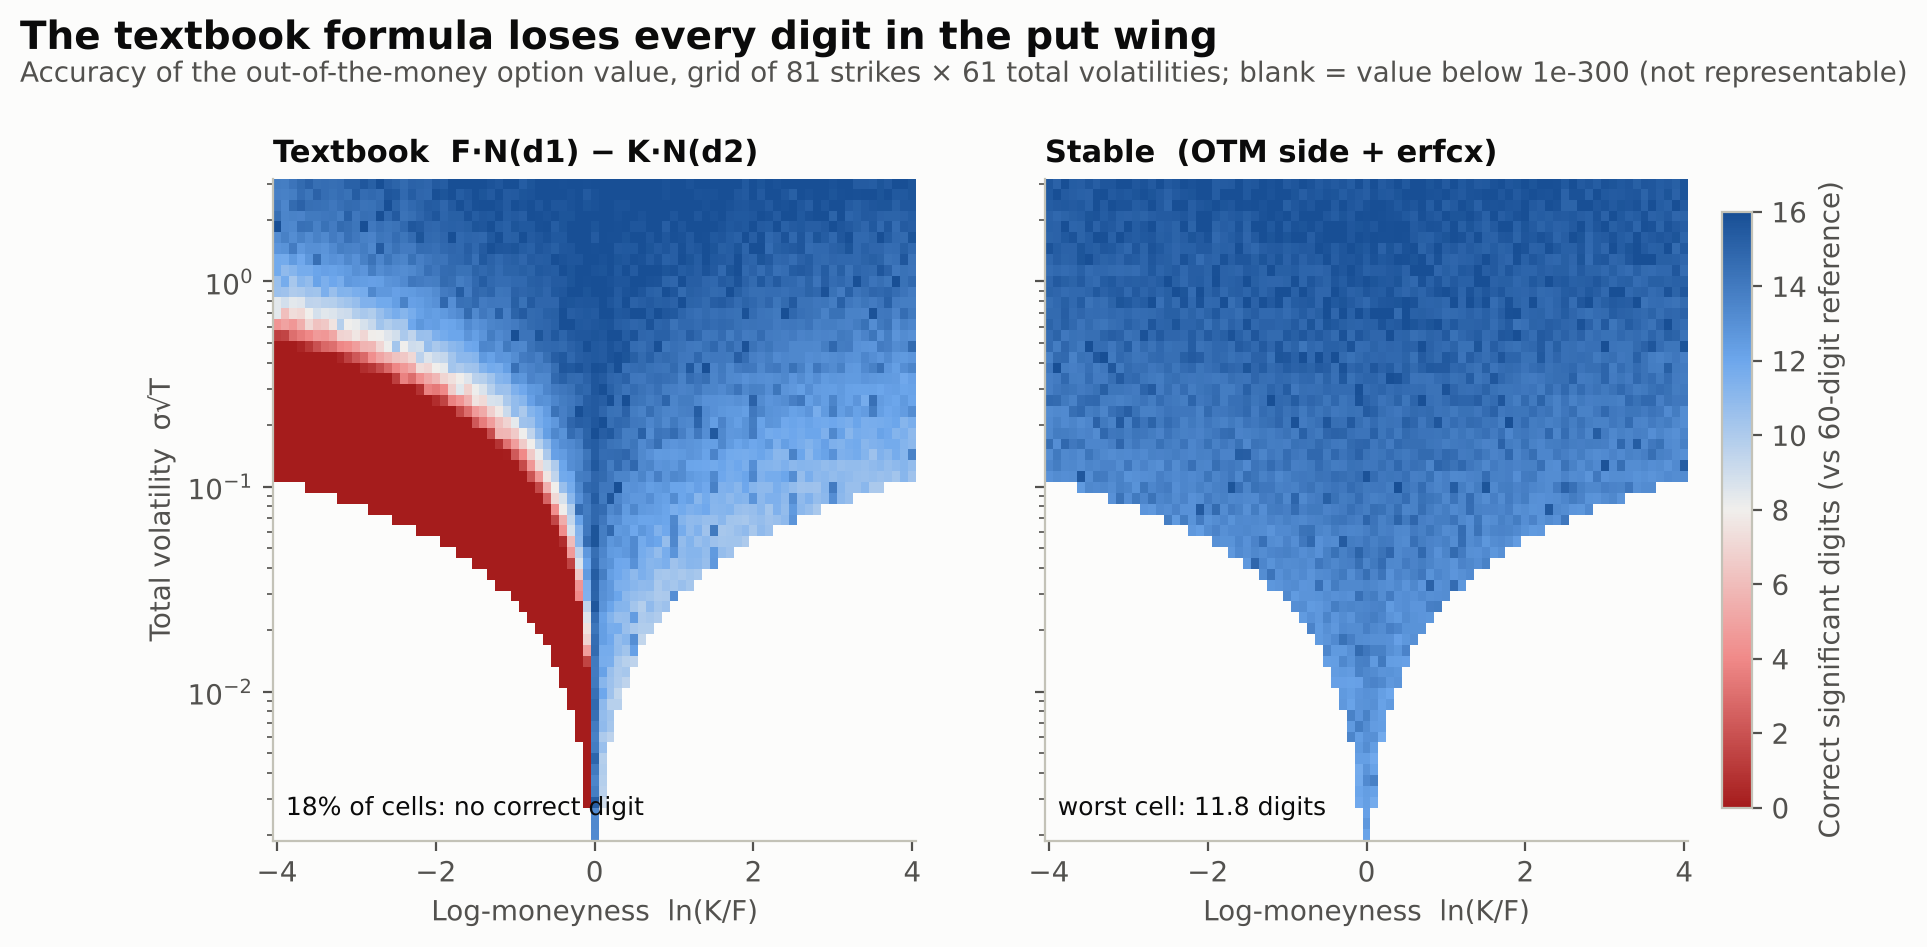 The textbook formula loses every digit in the put wing
Accuracy of the out-of-the-money option value, grid of 81 strikes × 61 total volatilities; blank = value below 1e-300 (not representable)
Textbook  F·N(d1) − K·N(d2)
Total volatility  σ√T
10⁰
10⁻¹
10⁻²
18% of cells: no correct digit
−4 −2 0 2 4
Log-moneyness  ln(K/F)
Stable  (OTM side + erfcx)
worst cell: 11.8 digits
−4 −2 0 2 4
Log-moneyness  ln(K/F)
16
14
12
10
8
6
4
2
0
Correct significant digits (vs 60-digit reference)